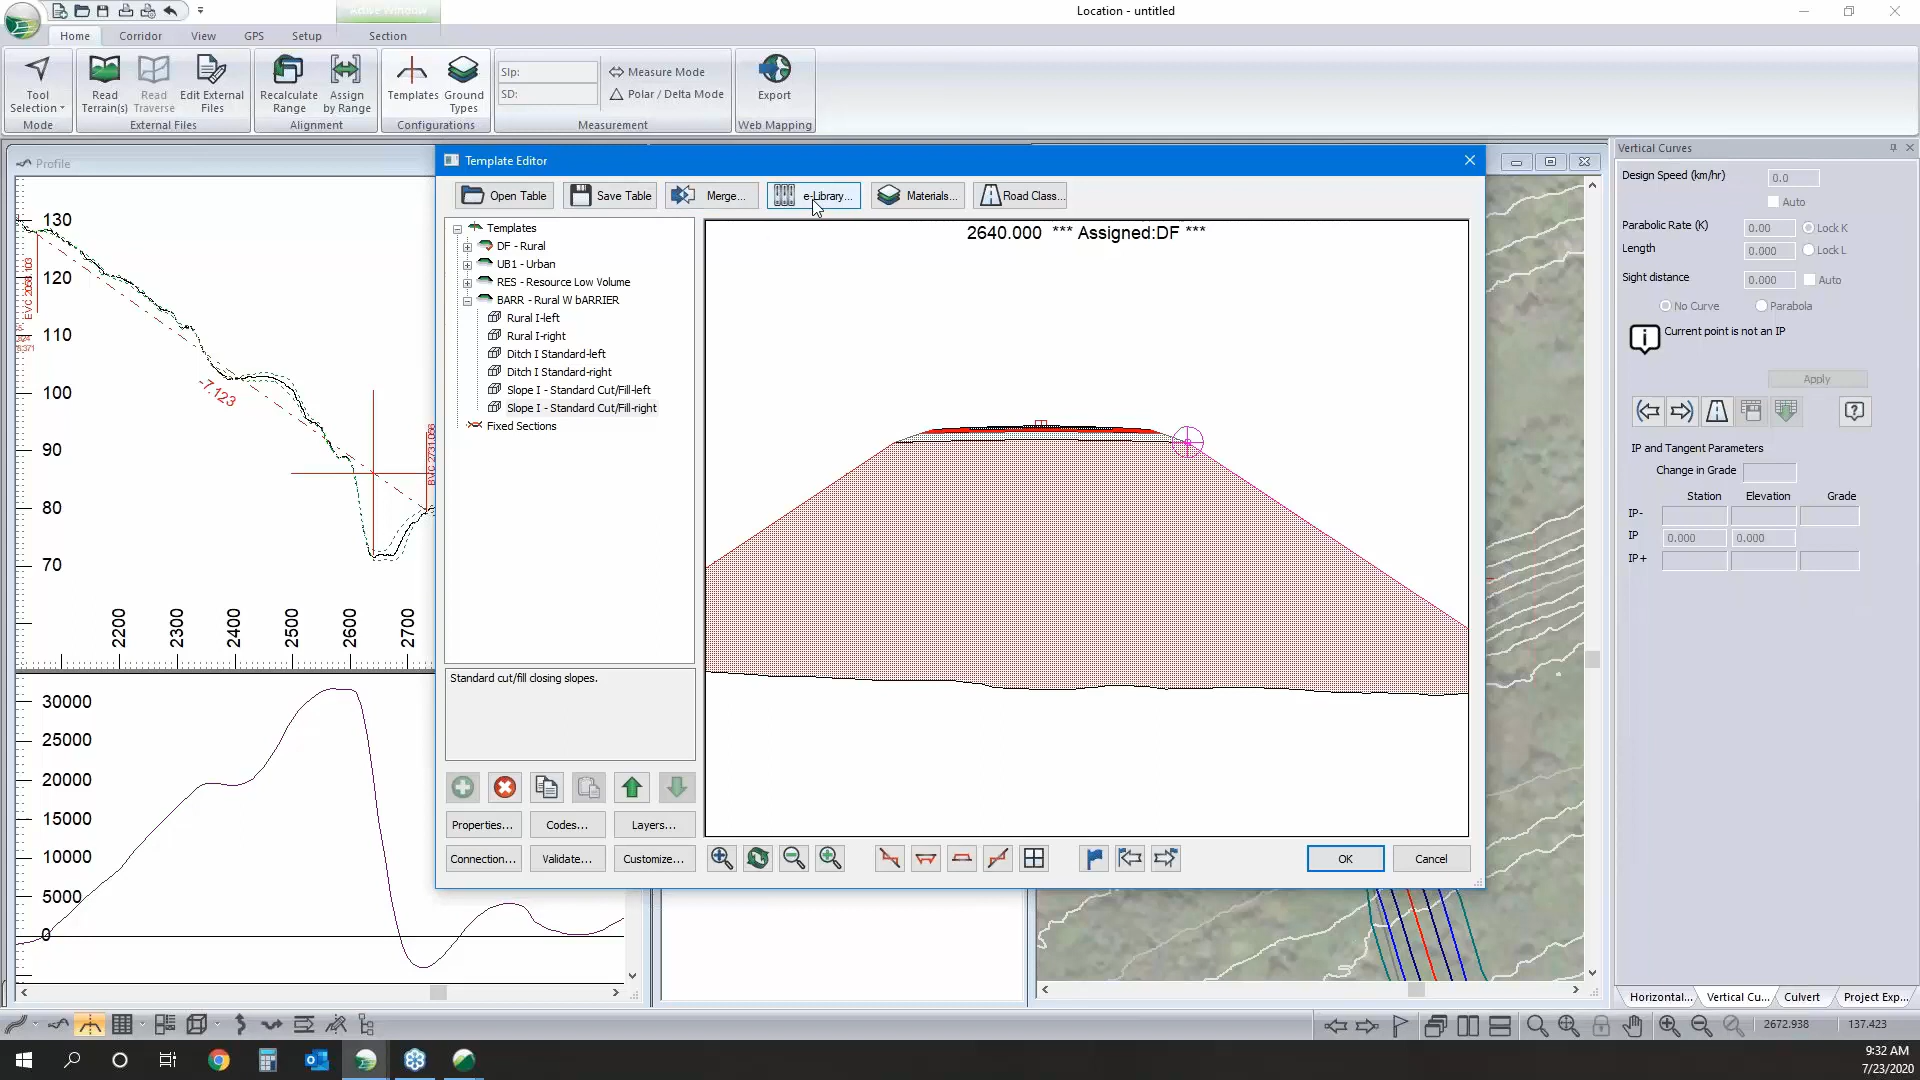 Location - untitled
Active Window
Home
Corridor
View
GPS
Setup
Section
Tool Selection
Read Terrain(s)
Read Traverse
Edit External Files
Recalculate Range
Assign by Range
Templates
Ground Types
Slp:
SD:
Measure Mode
Polar / Delta Mode
Export
Mode
External Files
Alignment
Configurations
Measurement
Web Mapping
Profile
130
120
110
100
90
80
70
-7.123
2200
2300
2400
2500
2600
2700
30000
25000
20000
15000
10000
5000
0
Template Editor
Open Table
Save Table
Merge...
e-Library...
Materials...
Road Class...
Templates
DF - Rural
UB1 - Urban
RES - Resource Low Volume
BARR - Rural W bARRIER
Rural I-left
Rural I-right
Ditch I Standard-left
Ditch I Standard-right
Slope I - Standard Cut/Fill-left
Slope I - Standard Cut/Fill-right
Fixed Sections
Standard cut/fill closing slopes.
Properties...
Codes...
Layers...
Connection...
Validate...
Customize...
2640.000 *** Assigned:DF ***
OK
Cancel
Vertical Curves
Design Speed (km/hr)
0.0
Auto
Parabolic Rate (K)
0.00
Lock K
Length
0.000
Lock L
Sight distance
0.000
Auto
No Curve
Parabola
Current point is not an IP
Apply
IP and Tangent Parameters
Change in Grade
Station
Elevation
Grade
IP-
IP
0.000
0.000
IP+
Horizontal...
Vertical Cu...
Culvert
Project Exp...
2672.938
137.423
9:32 AM
7/23/2020